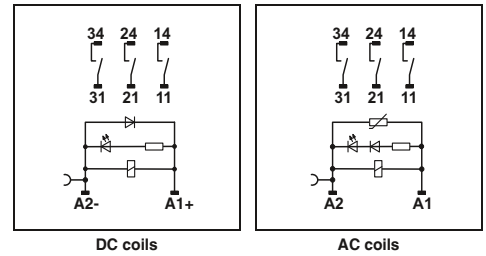 34 24 14 34 24 14
31 21 11 31 21 11
A2- A1+ A2 A1
DC coils AC coils